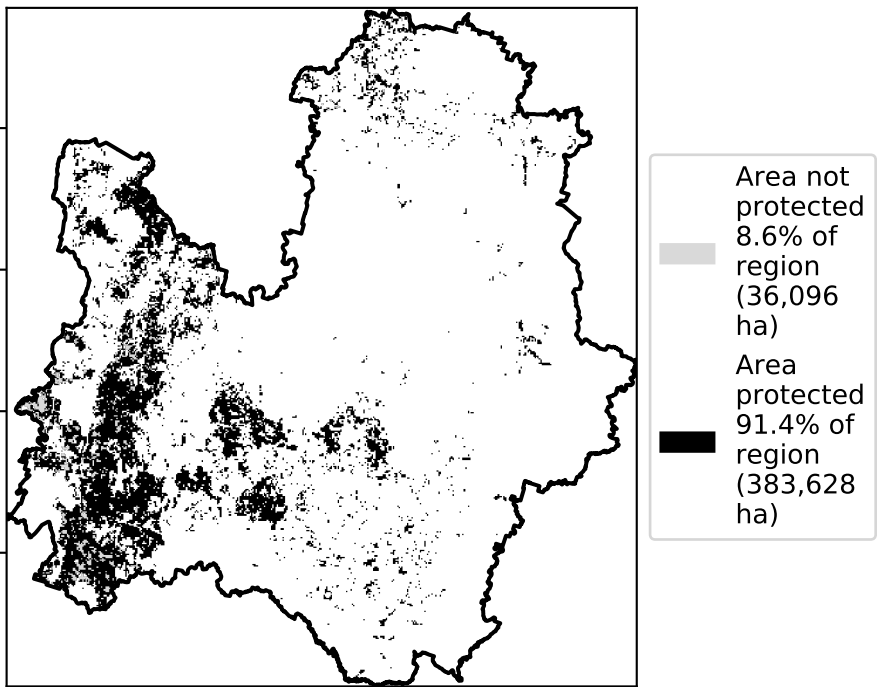 Area not
protected
8.6% of
region
(36,096
ha)
Area
protected
91.4% of
region
(383,628
ha)